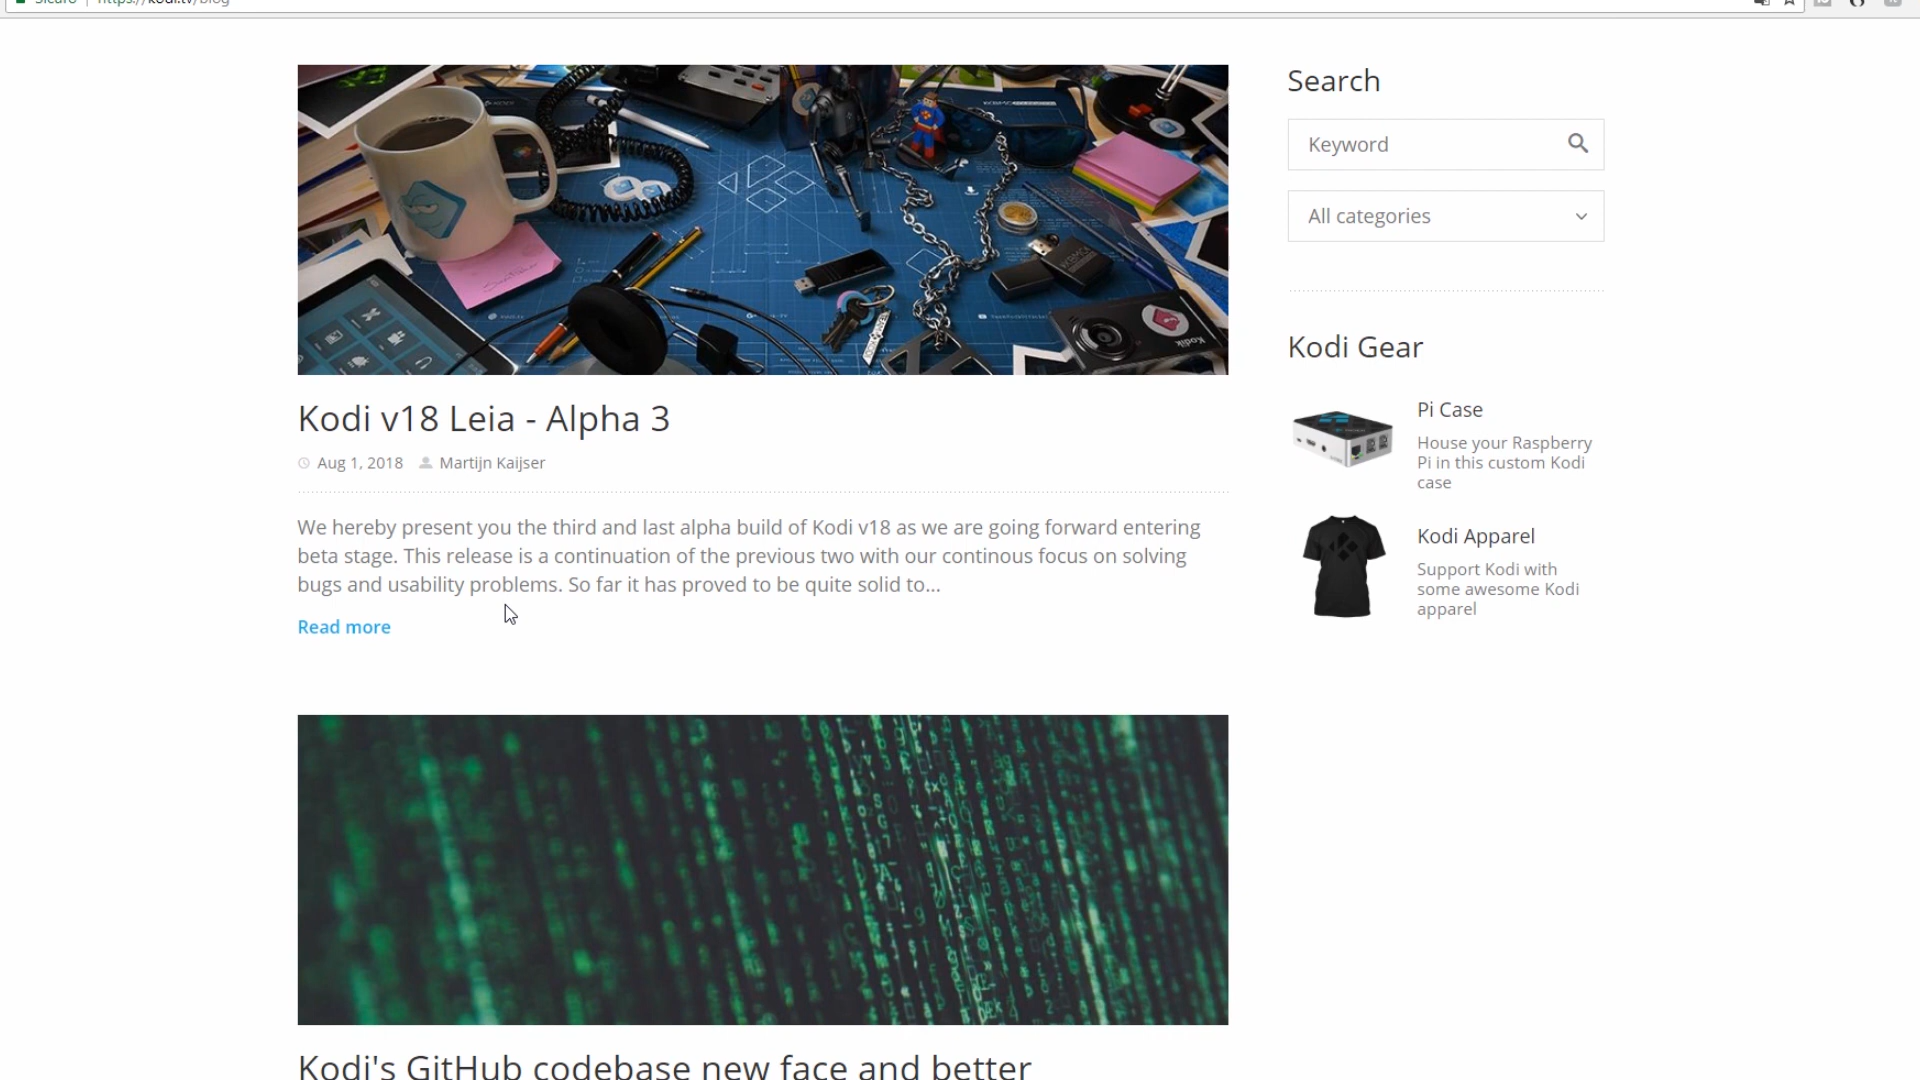 Sicuro | https://kodi.tv/blog
Search
Keyword
All categories
Kodi Gear
Pi Case
House your Raspberry
Pi in this custom Kodi
case
Kodi Apparel
Support Kodi with
some awesome Kodi
apparel
Kodi v18 Leia - Alpha 3
Aug 1, 2018 Martijn Kaijser
We hereby present you the third and last alpha build of Kodi v18 as we are going forward entering
beta stage. This release is a continuation of the previous two with our continous focus on solving
bugs and usability problems. So far it has proved to be quite solid to...
Read more
Kodi's GitHub codebase new face and better